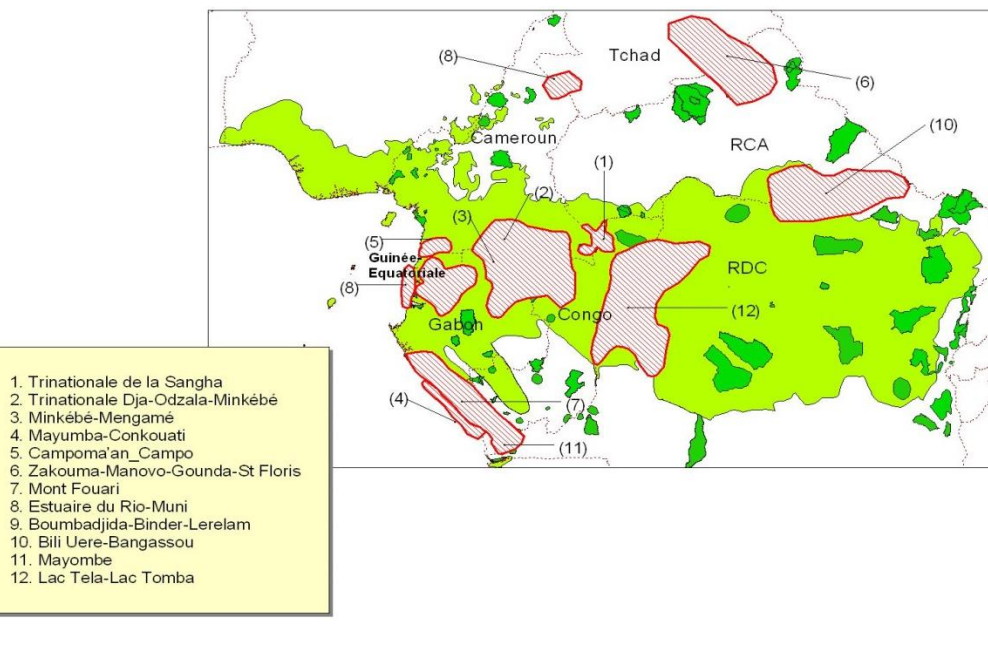 Tchad
(8)
(6)
Cameroun
RCA
(10)
(1)
(2)
(3)
(5)
Guinée-
Equatoriale
RDC
(8)
(12)
Congo
Gabon
(4)
(7)
(11)
1. Trinationale de la Sangha
2. Trinationale Dja-Odzala-Minkébé
3. Minkébé-Mengamé
4. Mayumba-Conkouati
5. Campoma'an_Campo
6. Zakouma-Manovo-Gounda-St Floris
7. Mont Fouari
8. Estuaire du Rio-Muni
9. Boumbadjida-Binder-Lerelam
10. Bili Uere-Bangassou
11. Mayombe
12. Lac Tela-Lac Tomba